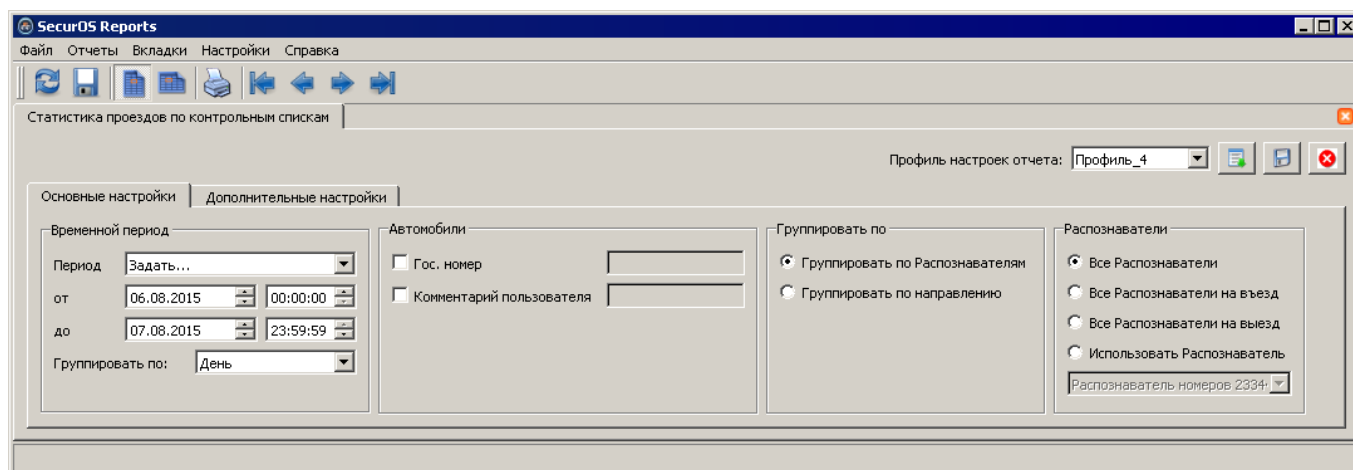 SecurOS Reports
Файл Отчеты Вкладки Настройки Справка
Статистика проездов по контрольным спискам
Профиль настроек отчета: Профиль_4
Основные настройки Дополнительные настройки
Временной период Автомобили Группировать по Распознаватели
Период Задать... Гос. номер Группировать по Распознавателям Все Распознаватели
от 06.08.2015 00:00:00 Комментарий пользователя Группировать по направлению Все Распознаватели на въезд
до 07.08.2015 23:59:59 Все Распознаватели на выезд
Группировать по: День Использовать Распознаватель
Распознаватель номеров 2334